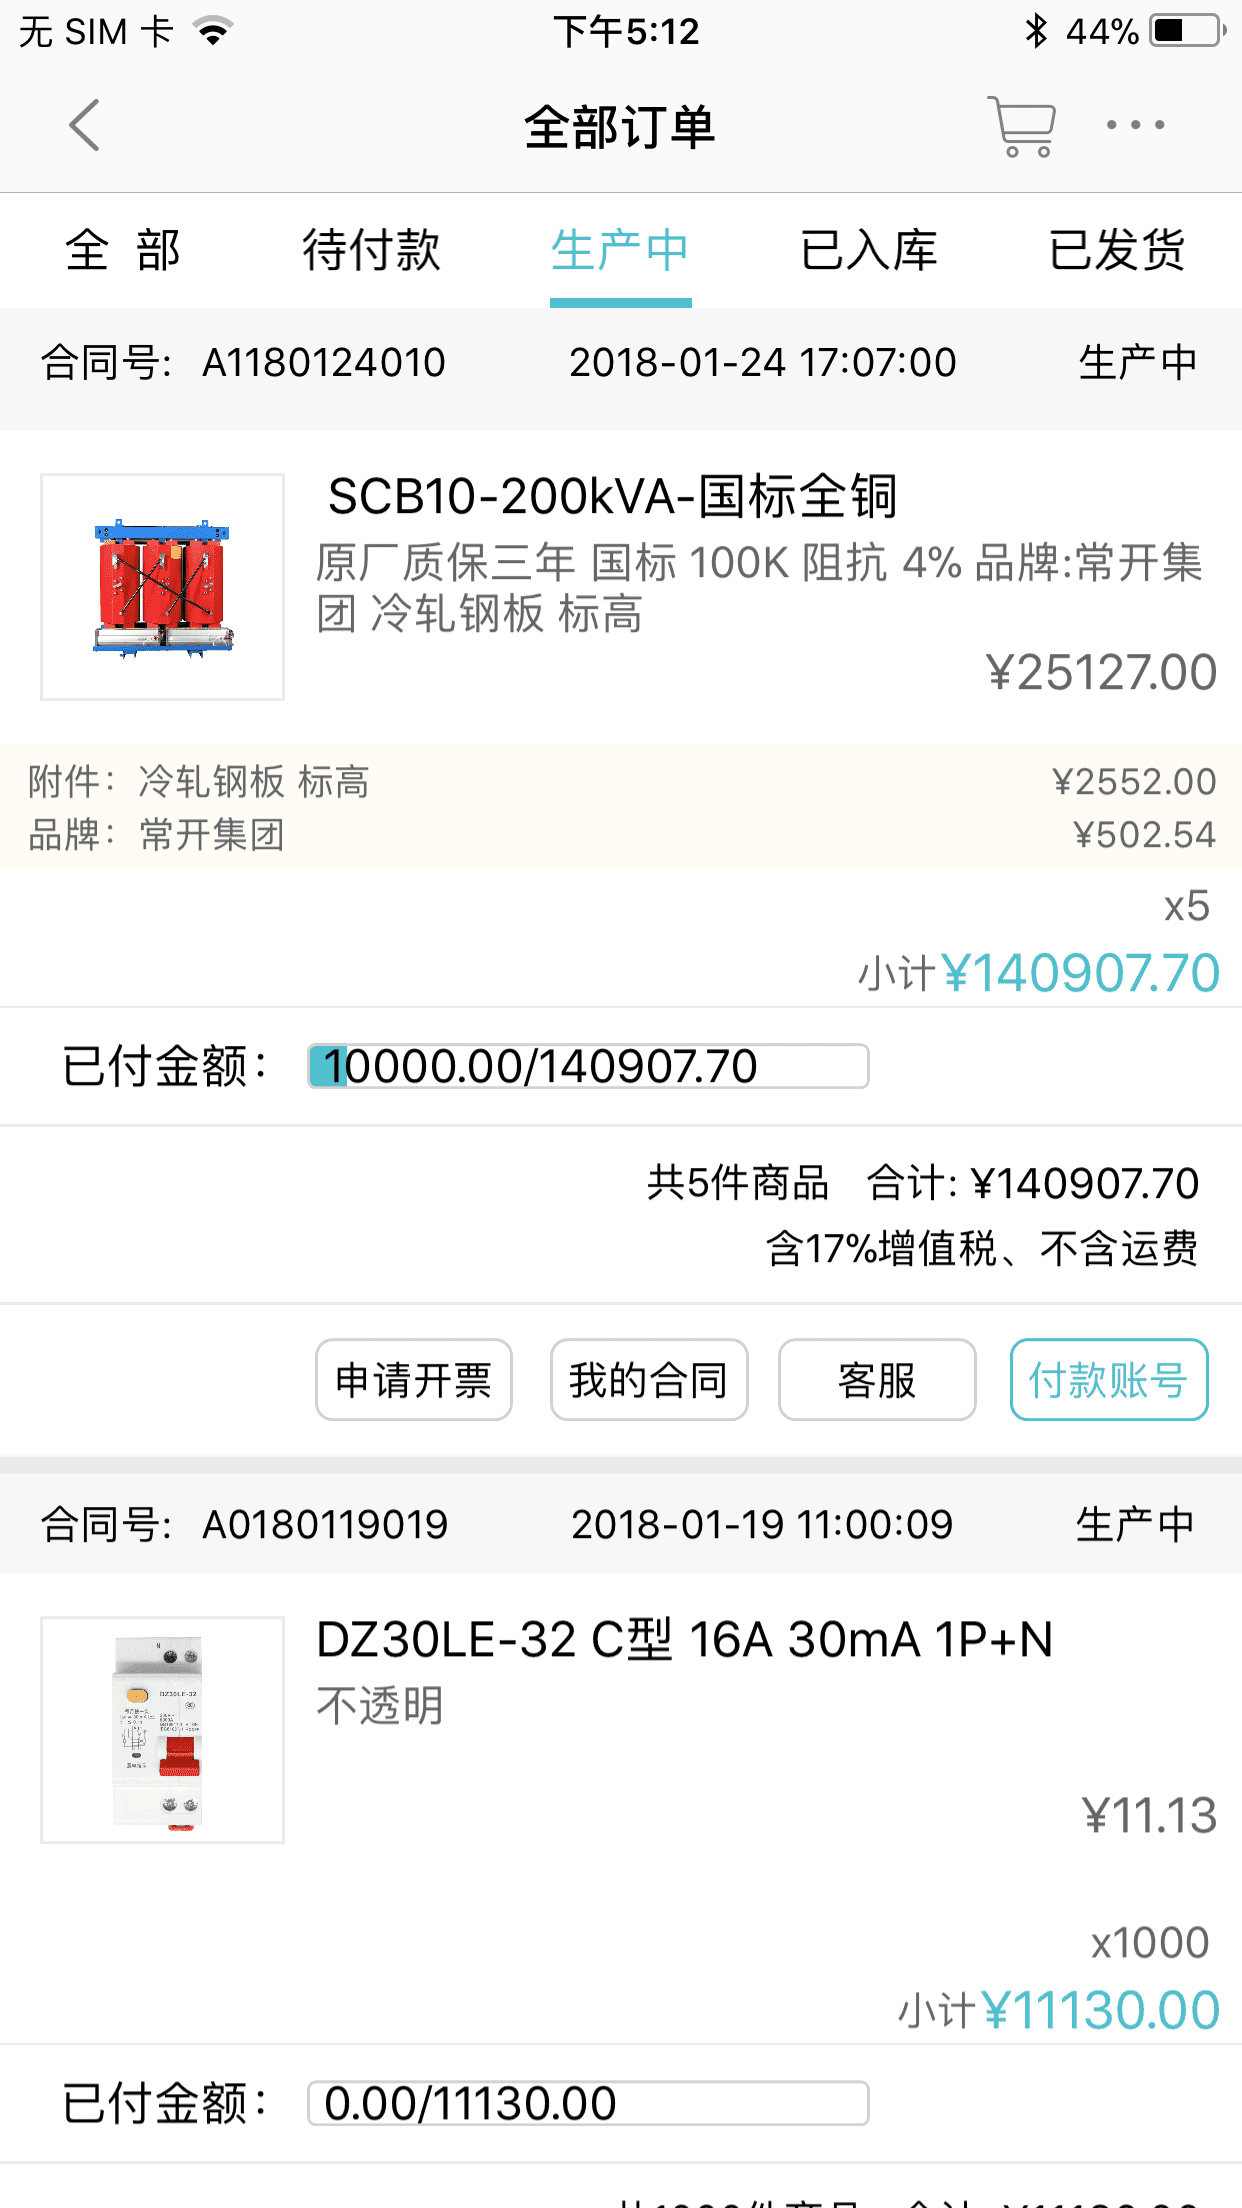 无 SIM 卡 下午5:12 44%
全部订单
全 部 待付款 生产中 已入库 已发货
合同号: A1180124010 2018-01-24 17:07:00 生产中
SCB10-200kVA-国标全铜
原厂质保三年 国标 100K 阻抗 4% 品牌:常开集
团 冷轧钢板 标高
¥25127.00
附件: 冷轧钢板 标高 ¥2552.00
品牌: 常开集团 ¥502.54
x5
小计¥140907.70
已付金额: 10000.00/140907.70
共5件商品 合计: ¥140907.70
含17%增值税、不含运费
申请开票 我的合同 客服 付款账号
合同号: A0180119019 2018-01-19 11:00:09 生产中
DZ30LE-32 C型 16A 30mA 1P+N
N
DZ30LE-32
不透明
¥11.13
x1000
小计¥11130.00
已付金额: 0.00/11130.00